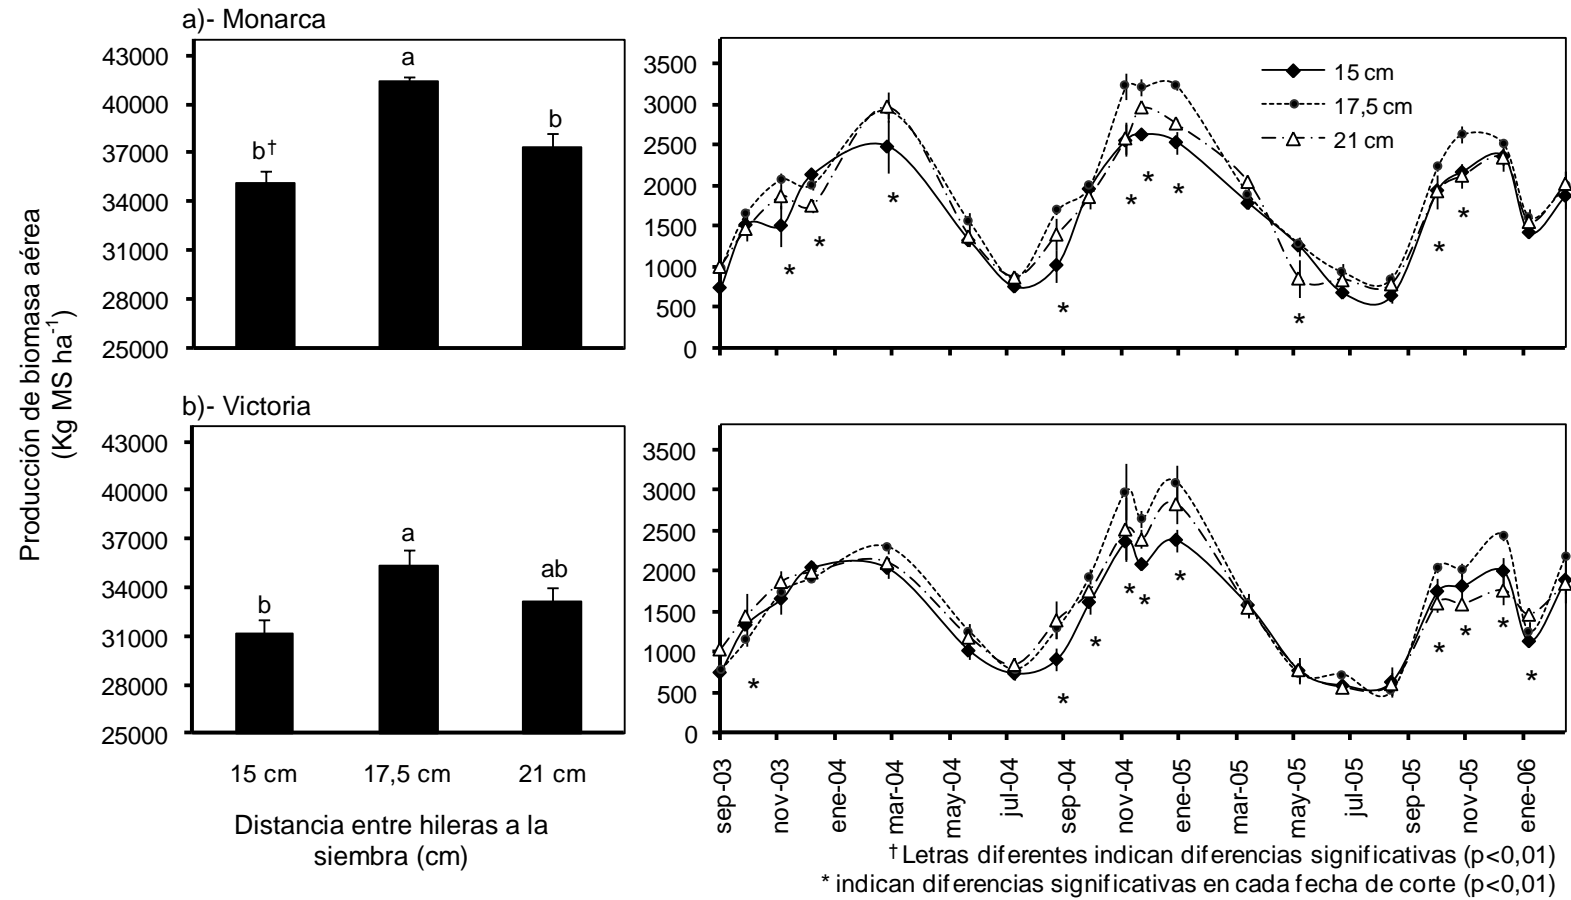 a)- Monarca
Producción de biomasa aérea
(Kg MS ha⁻¹)
43000
40000
37000
34000
31000
28000
25000
b†
a
b
3500
3000
2500
2000
1500
1000
500
0
15 cm
17,5 cm
21 cm
* * * * * * * * * *
b)- Victoria
43000
40000
37000
34000
31000
28000
25000
b
a
ab
15 cm
17,5 cm
21 cm
Distancia entre hileras a la
siembra (cm)
3500
3000
2500
2000
1500
1000
500
0
* * * * * * * * * *
sep-03
nov-03
ene-04
mar-04
may-04
jul-04
sep-04
nov-04
ene-05
mar-05
may-05
jul-05
sep-05
nov-05
ene-06
† Letras diferentes indican diferencias significativas (p<0,01)
* indican diferencias significativas en cada fecha de corte (p<0,01)